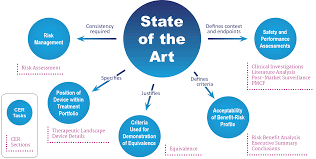 State
of the
Art
Consistency
required
Defines context
and endpoints
Risk
Management
Risk Assessment
Safety and
Performance
Assessments
Clinical Investigations
Literature Analysis
Post-Market Surveillance
PMCF
Specifies
Justifies
Defines
criteria
Position of
Device within
Treatment
Portfolio
Therapeutic Landscape
Device Details
Criteria
Used for
Demonstration
of Equivalence
Equivalence
Acceptability
of Benefit-Risk
Profile
Risk Benefit Analysis
Executive Summary
Conclusions
CER
Tasks
CER
Sections